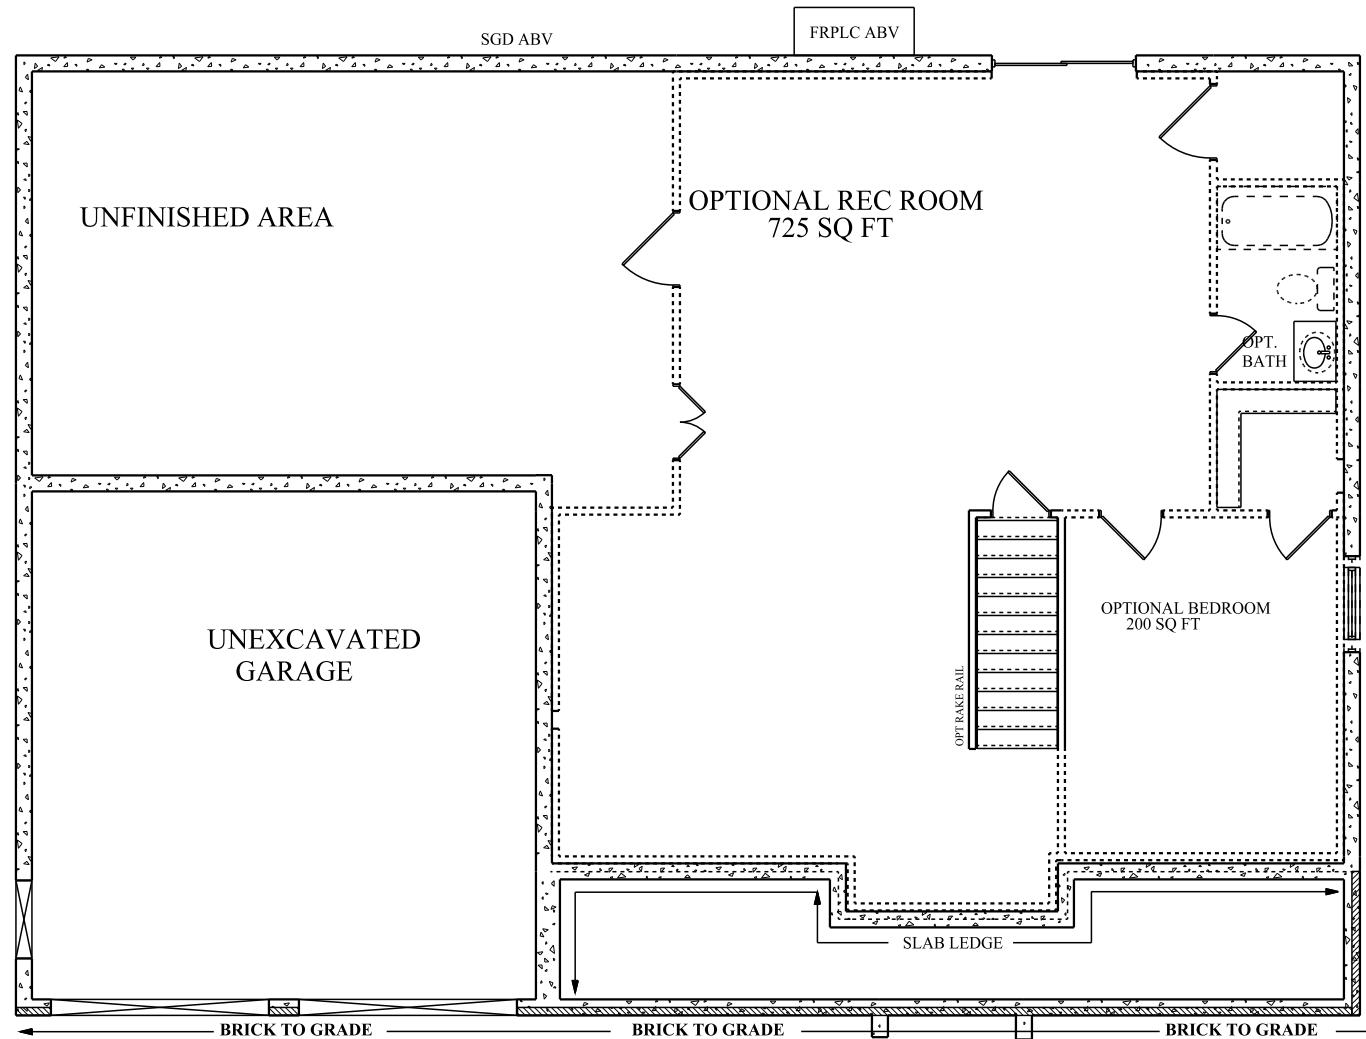 FRPLC ABV
SGD ABV
OPTIONAL REC ROOM
725 SQ FT
UNFINISHED AREA
OPT.
BATH
OPTIONAL BEDROOM
200 SQ FT
UNEXCAVATED
GARAGE
OPT RAKE RAIL
SLAB LEDGE
BRICK TO GRADE
BRICK TO GRADE
BRICK TO GRADE